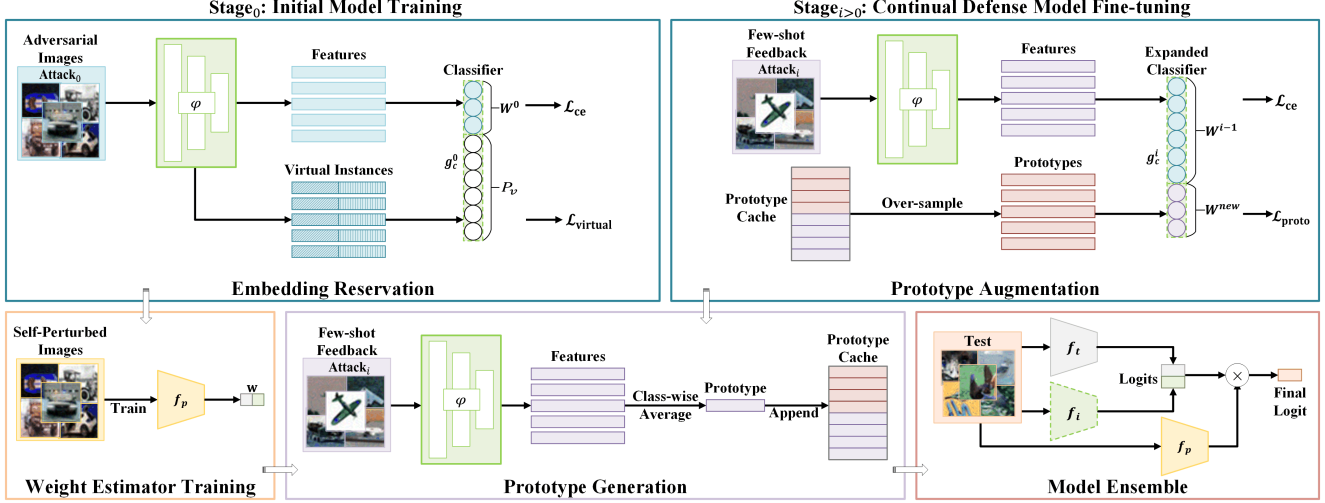 Stage₀: Initial Model Training
Adversarial
Images
Attack₀
φ
Features
Classifier
W⁰
ℒce
g⁰c
Virtual Instances
Pᵥ
ℒvirtual
Embedding Reservation
Stageᵢ>₀: Continual Defense Model Fine-tuning
Few-shot
Feedback
Attackᵢ
φ
Features
Expanded
Classifier
ℒce
Wⁱ⁻¹
gⁱc
Prototype
Cache
Over-sample
Prototypes
Wⁿᵉʷ
ℒproto
Prototype Augmentation
Self-Perturbed
Images
Train
fₚ
w
Weight Estimator Training
Few-shot
Feedback
Attackᵢ
φ
Features
Class-wise
Average
Prototype
Append
Prototype
Cache
Prototype Generation
Test
fₜ
fᵢ
Logits
fₚ
×
Final
Logit
Model Ensemble